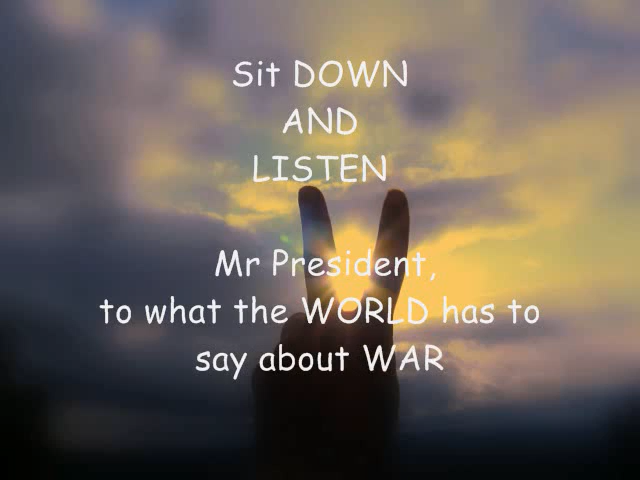 Sit DOWN
AND
LISTEN
Mr President,
to what the WORLD has to
say about WAR